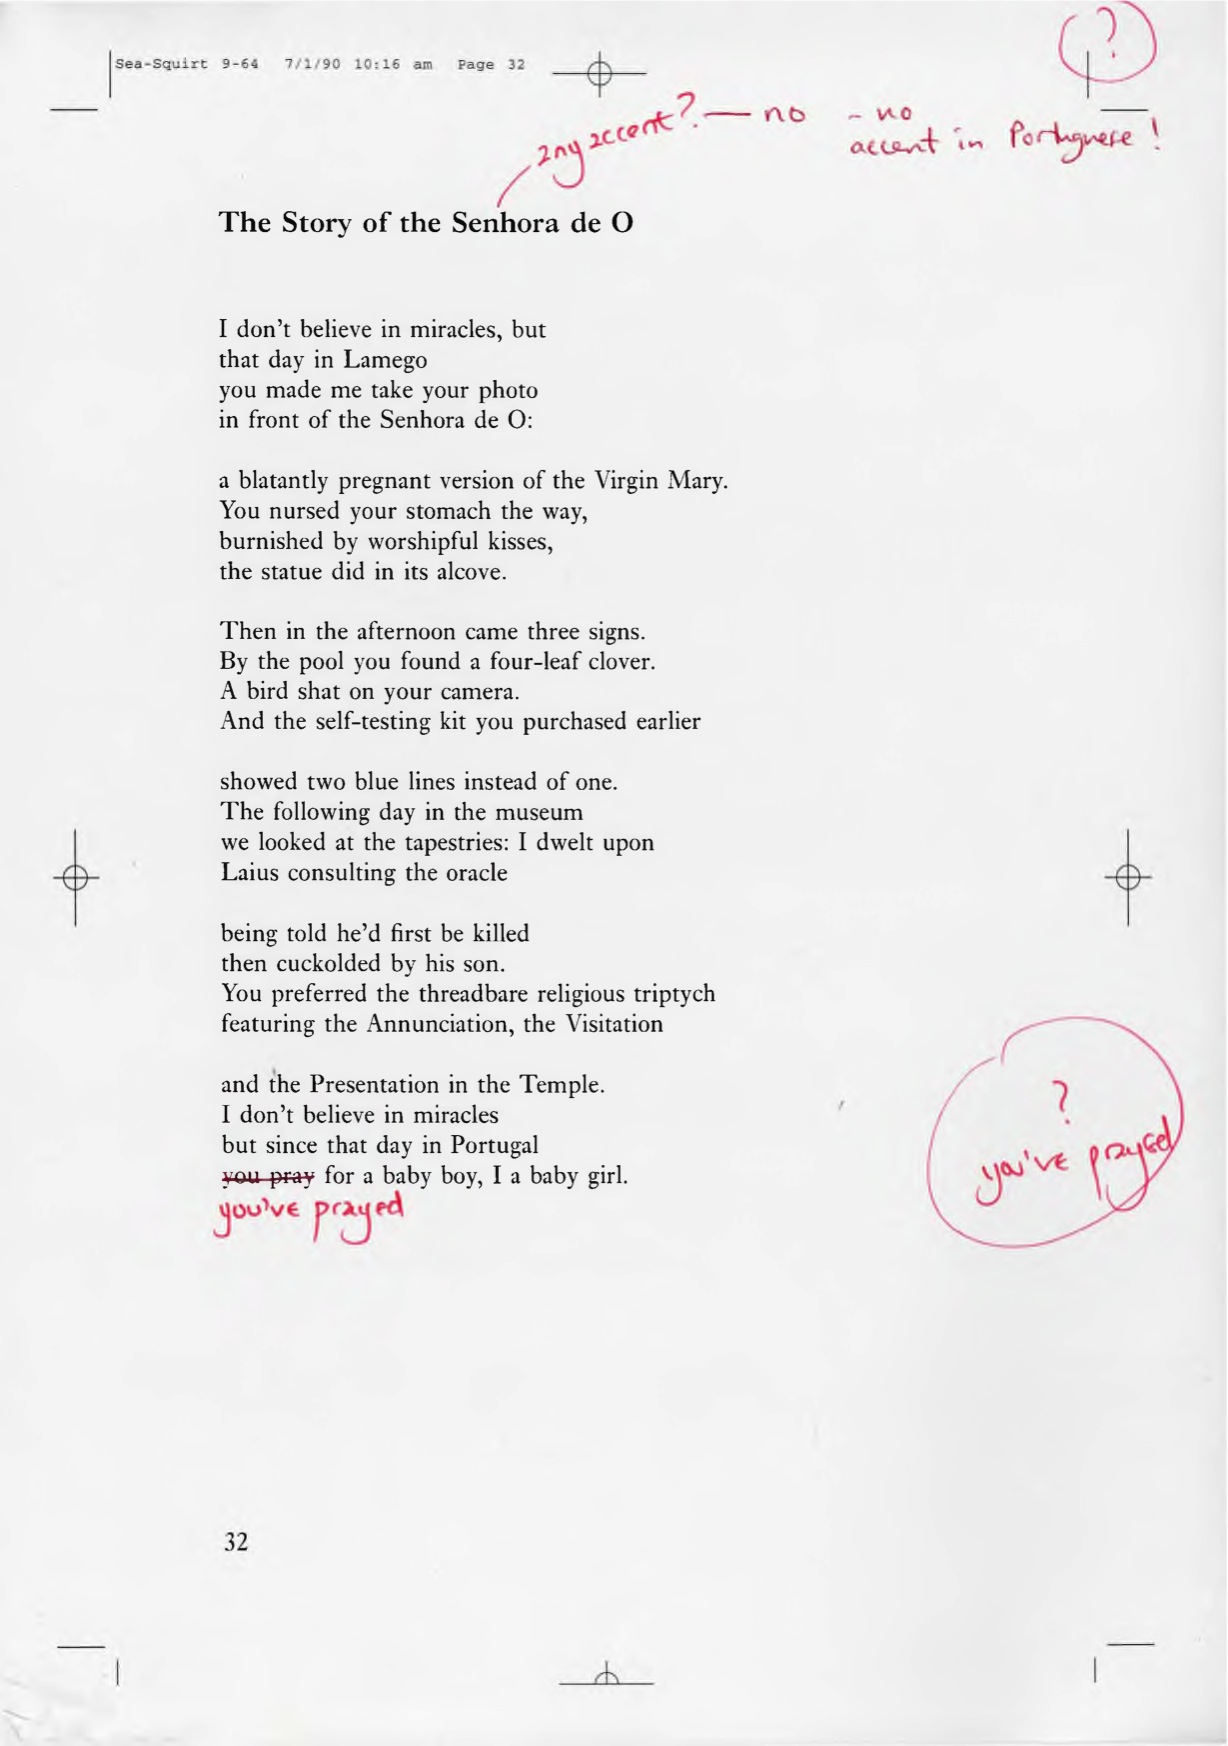 Sea-Squirt 9-64 7/1/90 10:16 am Page 32
?
any accent? — no - no
accent in Portuguese!
The Story of the Senhora de O
I don't believe in miracles, but
that day in Lamego
you made me take your photo
in front of the Senhora de O:
a blatantly pregnant version of the Virgin Mary.
You nursed your stomach the way,
burnished by worshipful kisses,
the statue did in its alcove.
Then in the afternoon came three signs.
By the pool you found a four-leaf clover.
A bird shat on your camera.
And the self-testing kit you purchased earlier
showed two blue lines instead of one.
The following day in the museum
we looked at the tapestries: I dwelt upon
Laius consulting the oracle
being told he'd first be killed
then cuckolded by his son.
You preferred the threadbare religious triptych
featuring the Annunciation, the Visitation
and the Presentation in the Temple.
I don't believe in miracles
but since that day in Portugal
you pray for a baby boy, I a baby girl.
you've prayed
?
you've prayed
32